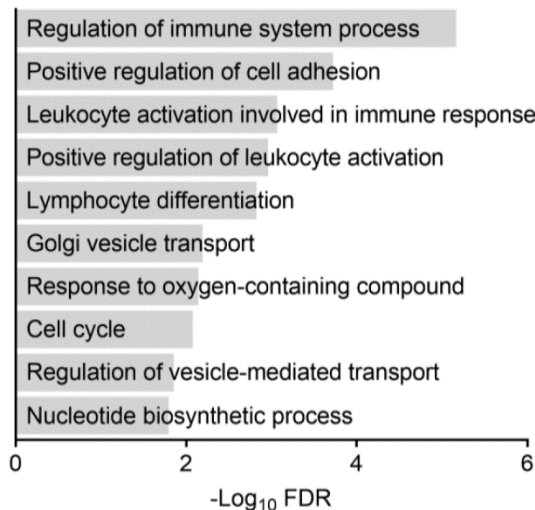 Regulation of immune system process
Positive regulation of cell adhesion
Leukocyte activation involved in immune response
Positive regulation of leukocyte activation
Lymphocyte differentiation
Golgi vesicle transport
Response to oxygen-containing compound
Cell cycle
Regulation of vesicle-mediated transport
Nucleotide biosynthetic process
0 2 4 6
-Log₁₀ FDR